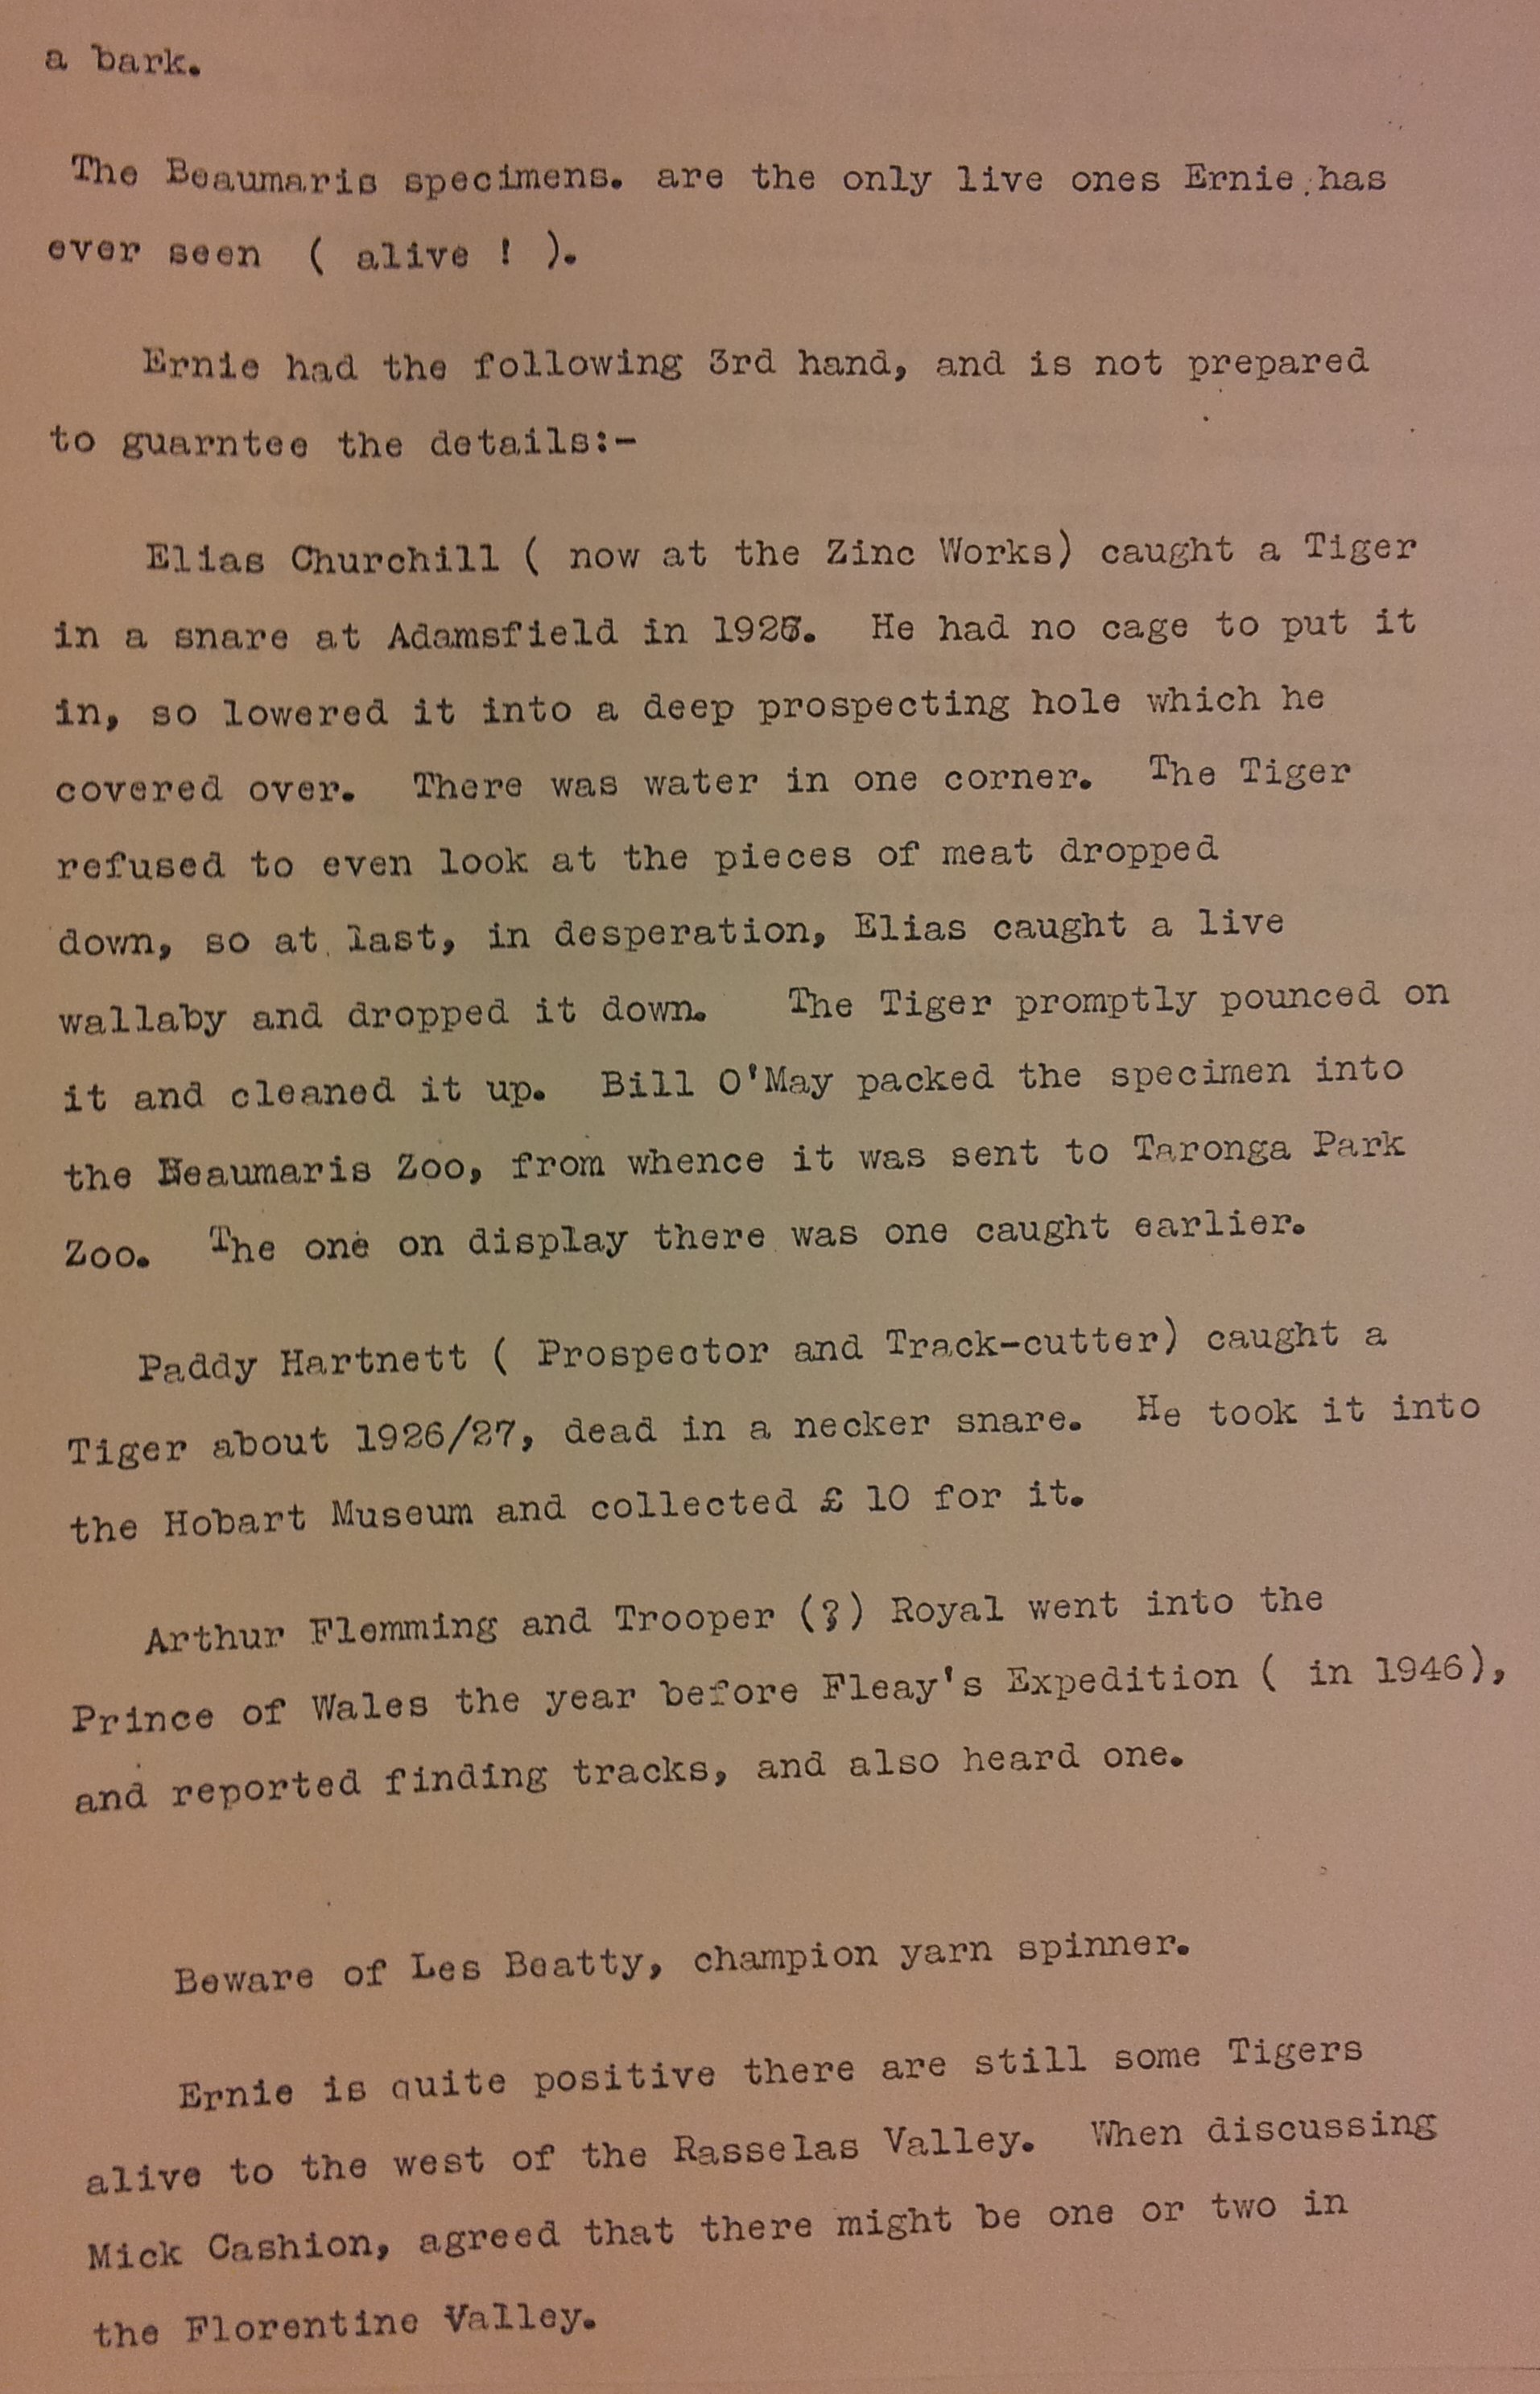 a bark.
The Beaumaris specimens. are the only live ones Ernie has
ever seen ( alive ! ).
Ernie had the following 3rd hand, and is not prepared
to guarntee the details:-
Elias Churchill ( now at the Zinc Works) caught a Tiger
in a snare at Adamsfield in He had no cage to put it
in, so lowered it into a deep prospecting hole which he
covered over. There was water in one corner. The Tiger
refused to even look at the pieces of meat dropped
down, so at last, in desperation, Elias caught a live
wallaby and dropped it down. The Tiger promptly pounced on
it and cleaned it up. Bill O'May packed the specimen into
the Beaumaris Zoo, from whence it was sent to Taronga Park
Zoo. The one on display there was one caught earlier.
Paddy Hartnett ( Prospector and Track-cutter) caught a
Tiger about 1926/27, dead in a necker snare. He took it into
the Hobart Museum and collected £ 10 for it.
Arthur Flemming and Trooper (?) Royal went into the
Prince of Wales the year before Fleay's Expedition ( in 1946),
and reported finding tracks, and also heard one.
Beware of Les Beatty, champion yarn spinner.
Ernie is quite positive there are still some Tigers
alive to the west of the Rasselas Valley. When discussing
Mick Cashion, agreed that there might be one or two in
the Florentine Valley.